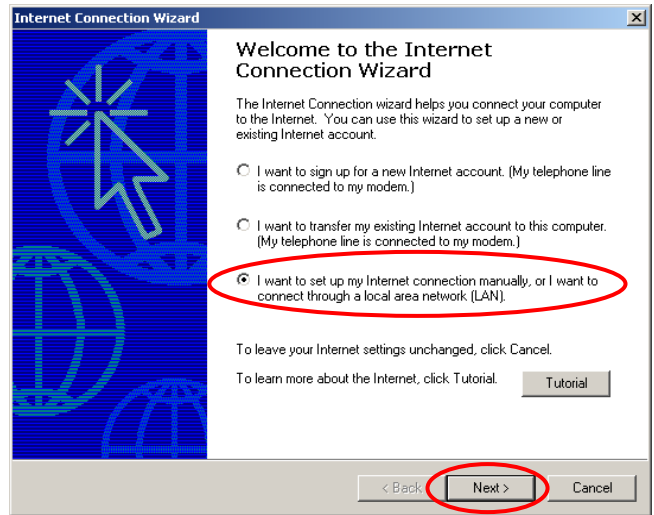 Internet Connection Wizard
Welcome to the Internet
Connection Wizard
The Internet Connection wizard helps you connect your computer
to the Internet. You can use this wizard to set up a new or
existing Internet account.
I want to sign up for a new Internet account. (My telephone line
is connected to my modem.)
I want to transfer my existing Internet account to this computer.
(My telephone line is connected to my modem.)
I want to set up my Internet connection manually, or I want to
connect through a local area network (LAN).
To leave your Internet settings unchanged, click Cancel.
To learn more about the Internet, click Tutorial.
Tutorial
< Back
Next >
Cancel